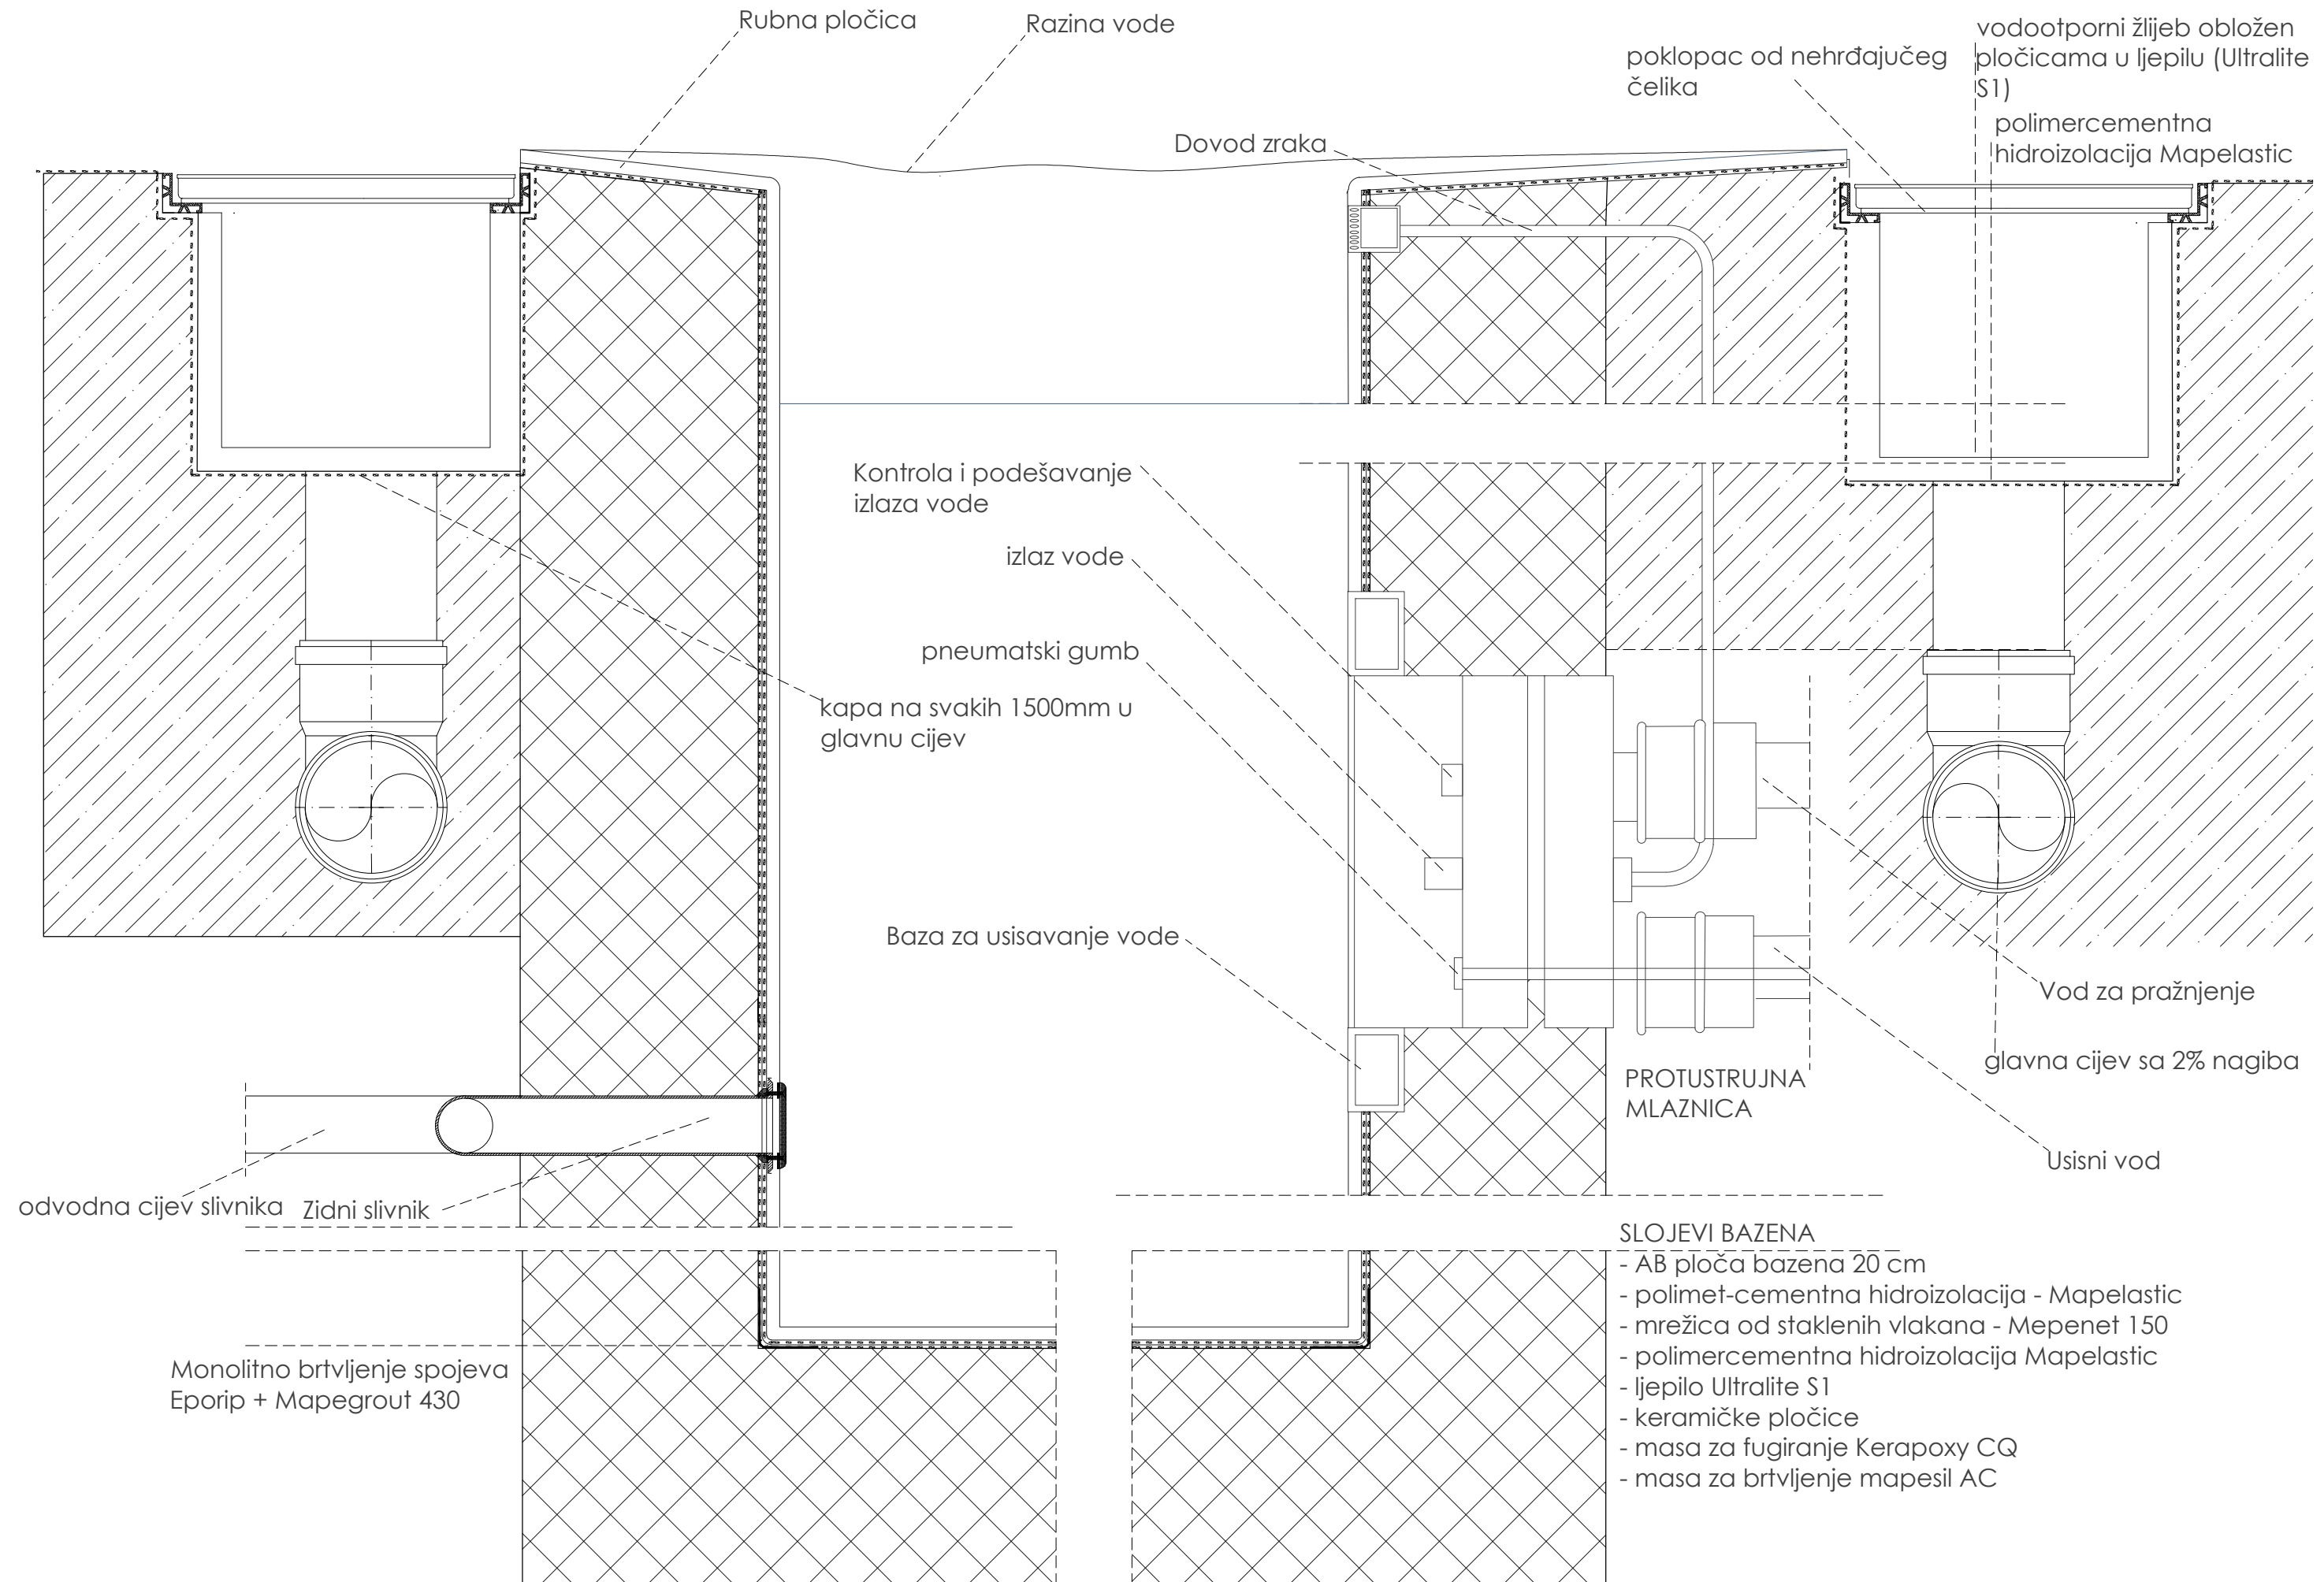 Rubna pločica
Razina vode
vodootporni žlijeb obložen
pločicama u ljepilu (Ultralite
S1)
poklopac od nehrđajućeg
čelika
polimercementna
hidroizolacija Mapelastic
Dovod zraka
Kontrola i podešavanje
izlaza vode
izlaz vode
pneumatski gumb
kapa na svakih 1500mm u
glavnu cijev
Baza za usisavanje vode
Vod za pražnjenje
glavna cijev sa 2% nagiba
PROTUSTRUJNA
MLAZNICA
Usisni vod
odvodna cijev slivnika
Zidni slivnik
SLOJEVI BAZENA
- AB ploča bazena 20 cm
- polimet-cementna hidroizolacija - Mapelastic
- mrežica od staklenih vlakana - Mepenet 150
- polimercementna hidroizolacija Mapelastic
- ljepilo Ultralite S1
- keramičke pločice
- masa za fugiranje Kerapoxy CQ
- masa za brtvljenje mapesil AC
Monolitno brtvljenje spojeva
Eporip + Mapegrout 430